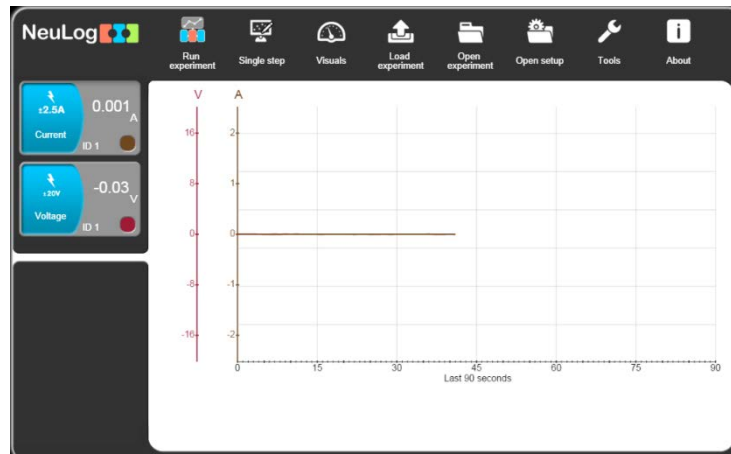 NeuLog
Run
experiment
Single step
Visuals
Load
experiment
Open
experiment
Open setup
Tools
i
About
±2.5A
Current
0.001
A
ID 1
±20V
Voltage
-0.03
V
ID 1
V
A
16
8
0
-8
-16
2
1
0
-1
-2
0
15
30
45
60
75
90
Last 90 seconds